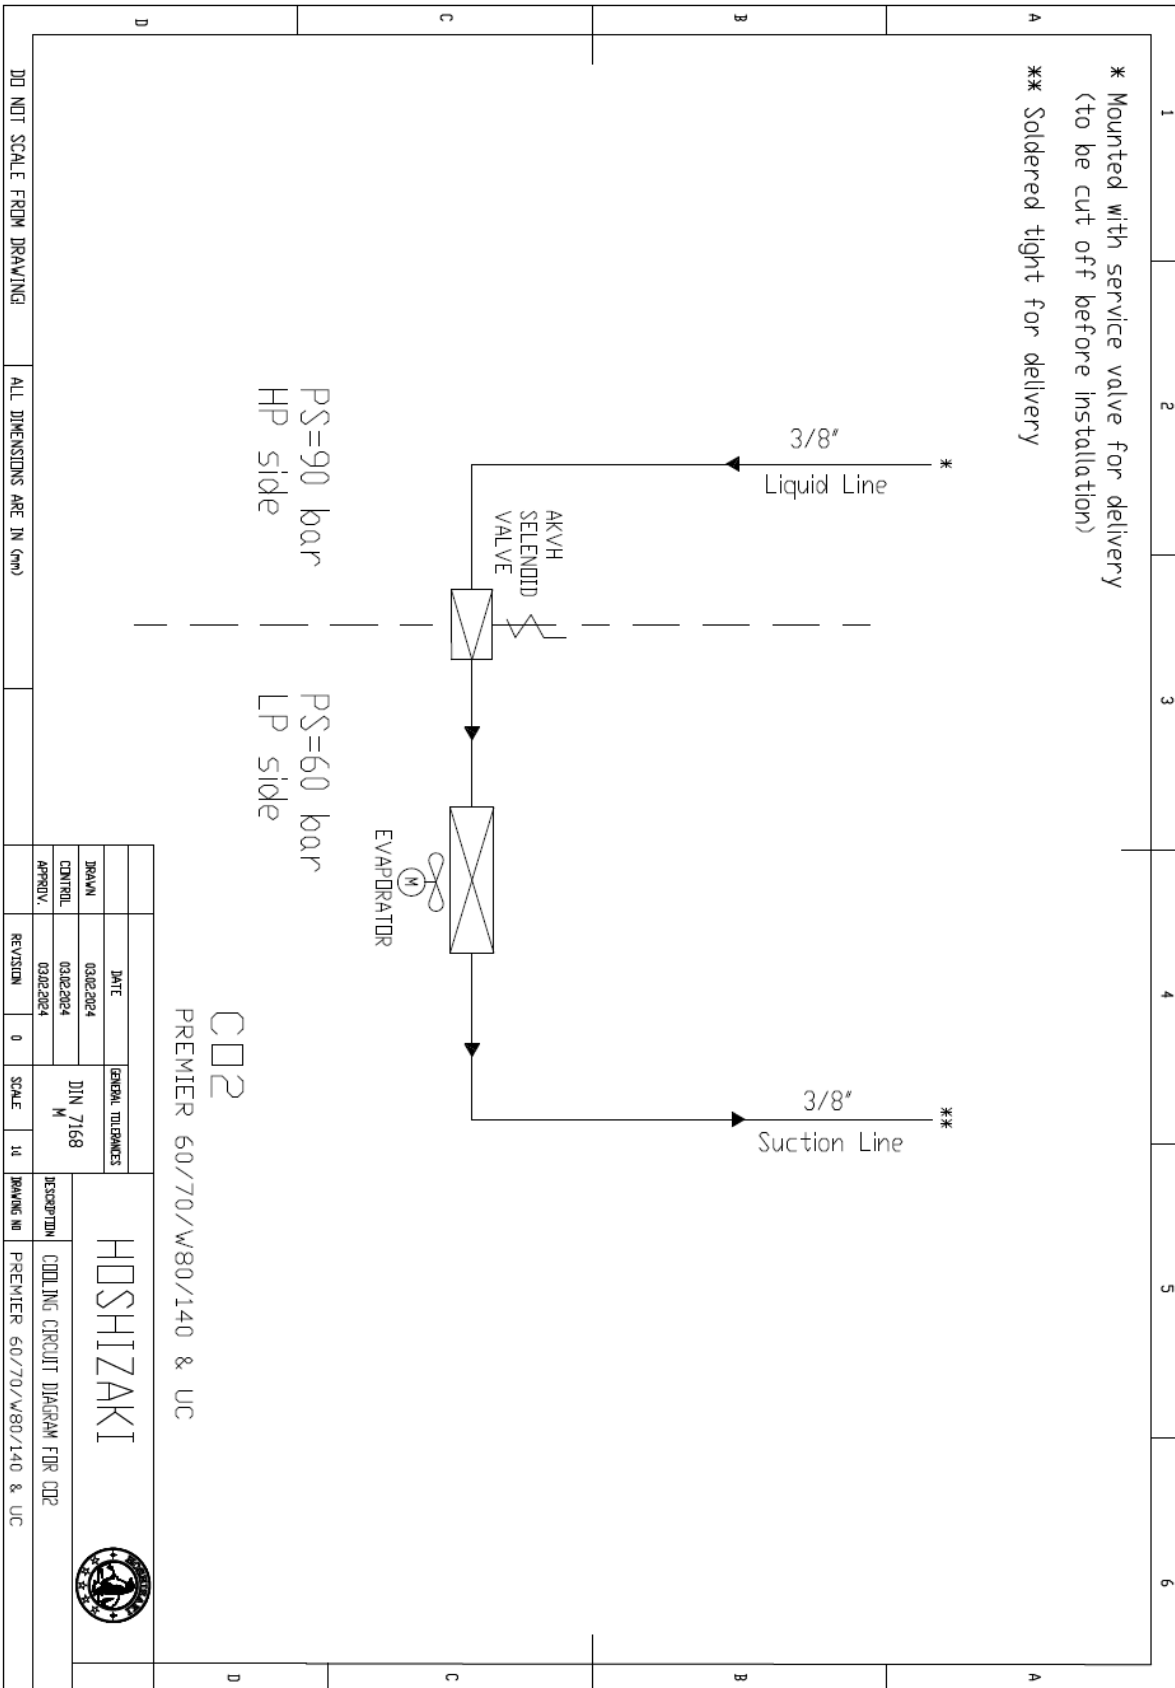 1
2
3
4
5
6
A
B
C
D
A
B
C
D
* Mounted with service valve for delivery
(to be cut off before installation)
** Soldered tight for delivery
*
3/8"
Liquid Line
**
3/8"
Suction Line
AKVH
SELENOID
VALVE
EVAPORATOR
M
PS=90 bar
HP side
PS=60 bar
LP side
CO2
PREMIER 60/70/W80/140 & UC
DATE
GENERAL TOLERANCES
DRAWN
03.02.2024
CONTROL
03.02.2024
APPROV.
03.02.2024
DIN 7168
M
HOSHIZAKI
HOSHIZAKI
DESCRIPTION
COOLING CIRCUIT DIAGRAM FOR CO2
DO NOT SCALE FROM DRAWING!
ALL DIMENSIONS ARE IN (mm)
REVISION
0
SCALE
1:1
DRAWING NO
PREMIER 60/70/W80/140 & UC